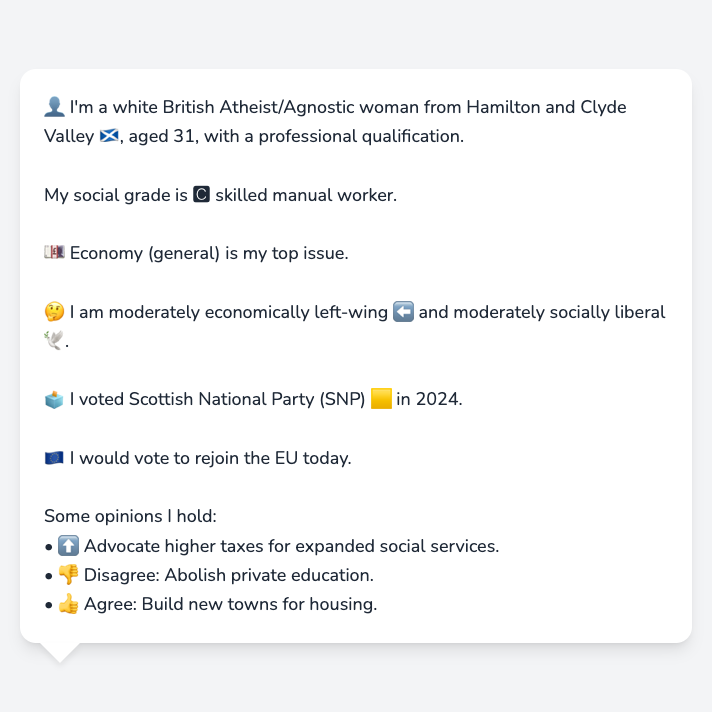 👤 I'm a white British Atheist/Agnostic woman from Hamilton and Clyde
Valley 🏴󠁧󠁢󠁳󠁣󠁴󠁿, aged 31, with a professional qualification.
My social grade is C skilled manual worker.
💷 Economy (general) is my top issue.
🤔 I am moderately economically left-wing ⬅️ and moderately socially liberal
🕊️.
🗳️ I voted Scottish National Party (SNP) 🟨 in 2024.
🇪🇺 I would vote to rejoin the EU today.
Some opinions I hold:
• ⬆️ Advocate higher taxes for expanded social services.
• 👎 Disagree: Abolish private education.
• 👍 Agree: Build new towns for housing.